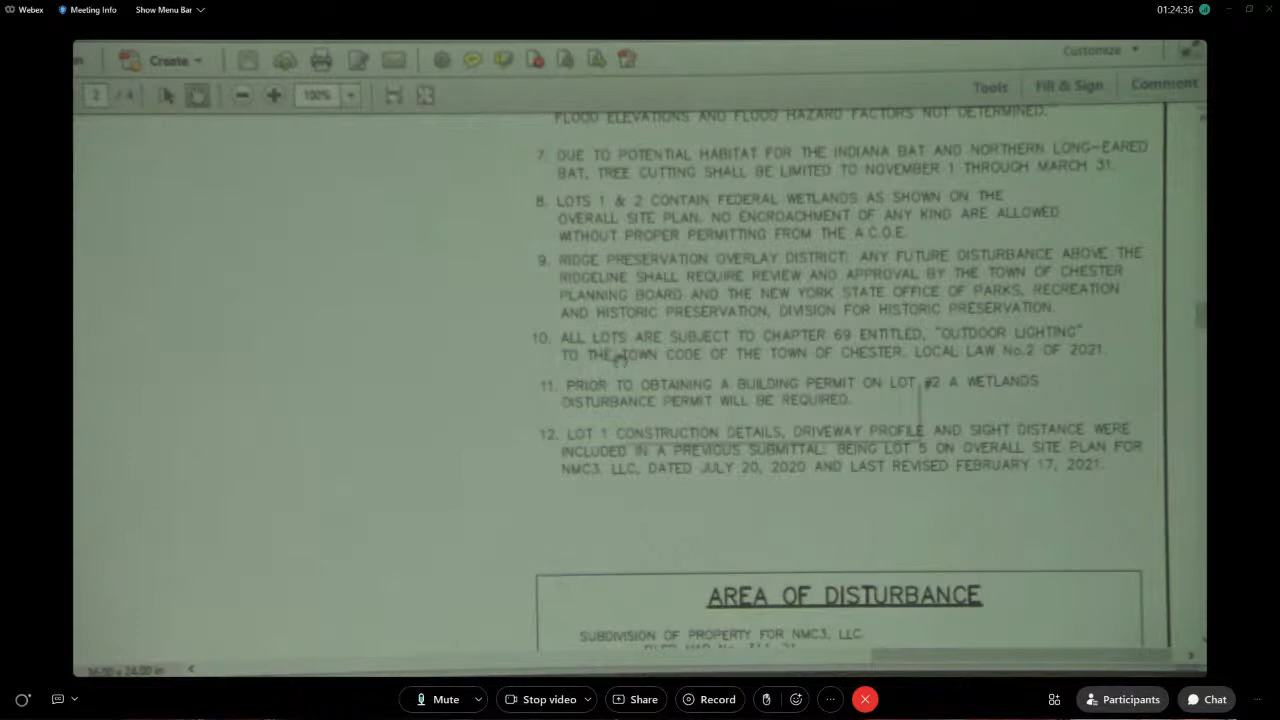 Webex
Meeting Info
Show Menu Bar
01:24:36
Create
Customize
2 / 4
100%
Tools
Fill & Sign
Comment
FLOOD ELEVATIONS AND FLOOD HAZARD FACTORS NOT DETERMINED.
7. DUE TO POTENTIAL HABITAT FOR THE INDIANA BAT AND NORTHERN LONG-EARED
BAT, TREE CUTTING SHALL BE LIMITED TO NOVEMBER 1 THROUGH MARCH 31.
8. LOTS 1 & 2 CONTAIN FEDERAL WETLANDS AS SHOWN ON THE
OVERALL SITE PLAN. NO ENCROACHMENT OF ANY KIND ARE ALLOWED
WITHOUT PROPER PERMITTING FROM THE A.C.O.E.
9. RIDGE PRESERVATION OVERLAY DISTRICT: ANY FUTURE DISTURBANCE ABOVE THE
RIDGELINE SHALL REQUIRE REVIEW AND APPROVAL BY THE TOWN OF CHESTER
PLANNING BOARD AND THE NEW YORK STATE OFFICE OF PARKS, RECREATION
AND HISTORIC PRESERVATION, DIVISION FOR HISTORIC PRESERVATION.
10. ALL LOTS ARE SUBJECT TO CHAPTER 69 ENTITLED, "OUTDOOR LIGHTING"
TO THE TOWN CODE OF THE TOWN OF CHESTER. LOCAL LAW No.2 OF 2021.
11. PRIOR TO OBTAINING A BUILDING PERMIT ON LOT #2 A WETLANDS
DISTURBANCE PERMIT WILL BE REQUIRED.
12. LOT 1 CONSTRUCTION DETAILS, DRIVEWAY PROFILE AND SIGHT DISTANCE WERE
INCLUDED IN A PREVIOUS SUBMITTAL: BEING LOT 5 ON OVERALL SITE PLAN FOR
NMC3, LLC, DATED JULY 20, 2020 AND LAST REVISED FEBRUARY 17, 2021.
AREA OF DISTURBANCE
SUBDIVISION OF PROPERTY FOR NMC3, LLC.
Mute
Stop video
Share
Record
Participants
Chat